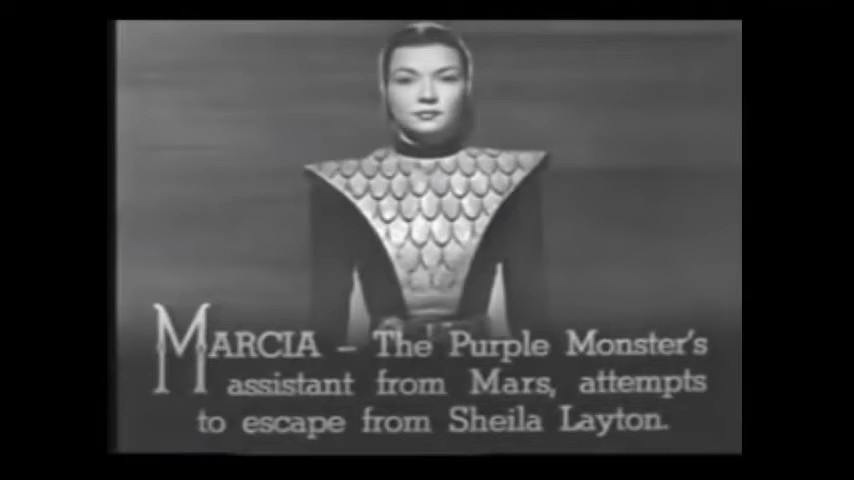 MARCIA – The Purple Monster's
assistant from Mars, attempts
to escape from Sheila Layton.